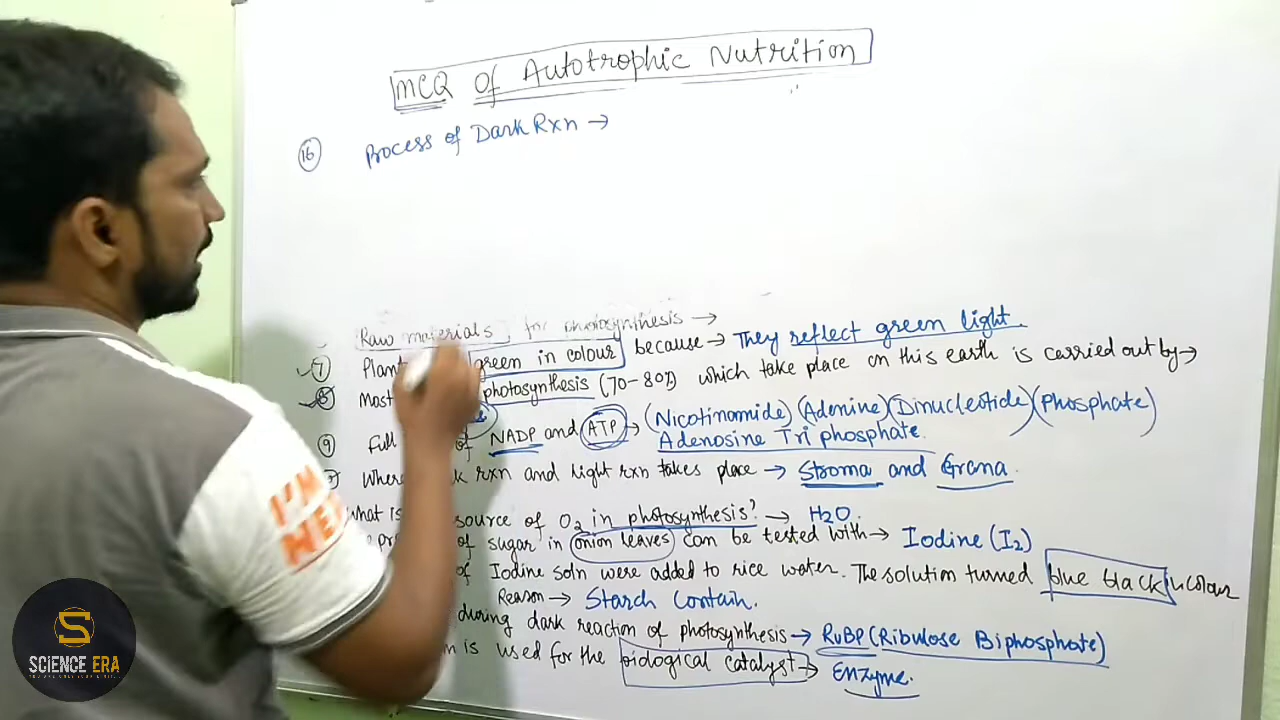 MCQ of Autotrophic Nutrition
16 Process of Dark Rxn →
Raw materials for photosynthesis →
7 Plant green in colour because → They reflect green light.
8 Most photosynthesis (70-80%) which take place on this earth is carried out by →
9 Full of NADP and ATP → (Nicotinamide) (Adenine) (Dinucleotide) (Phosphate)
Adenosine Tri phosphate.
Where rxn and light rxn takes place → Stroma and Grana.
What is source of O2 in photosynthesis? → H2O.
of sugar in onion leaves can be tested with → Iodine (I2)
of Iodine soln were added to rice water. The solution turned blue black in colour
Reason → Starch Contain.
during dark reaction of photosynthesis → RuBP (Ribulose Biphosphate)
is used for the biological catalyst → Enzyme.
I'M
S
SCIENCE ERA